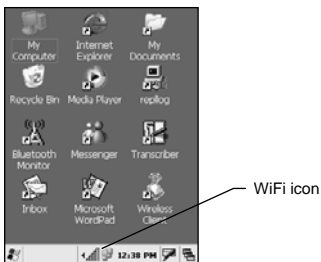 My Computer
Internet Explorer
My Documents
Recycle Bin
Media Player
replog
Bluetooth Monitor
Messenger
Transcriber
Inbox
Microsoft WordPad
Wireless Client
WiFi icon
12:38 PM